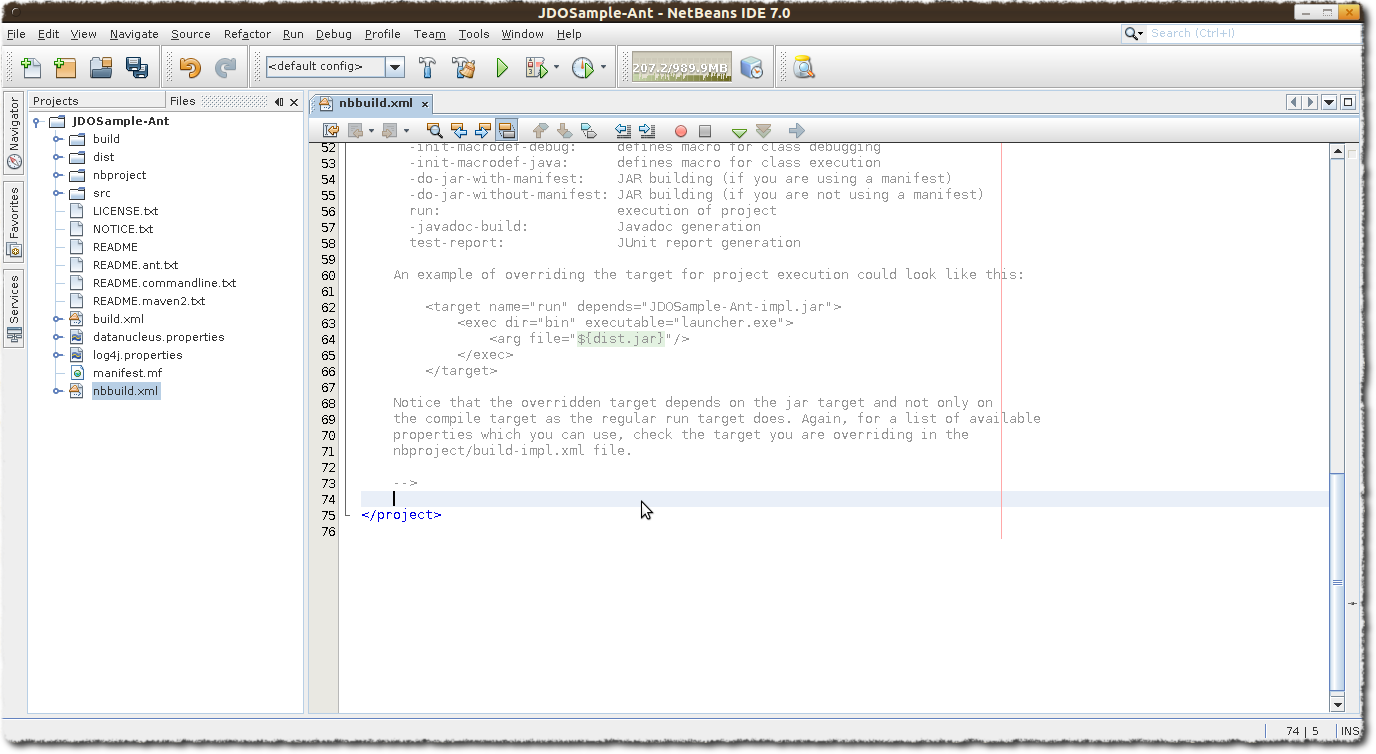 JDOSample-Ant - NetBeans IDE 7.0
File Edit View Navigate Source Refactor Run Debug Profile Team Tools Window Help
Search (Ctrl+I)
<default config>
207.2/989.9MB
Navigator
Favorites
Services
Projects
Files
JDOSample-Ant
build
dist
nbproject
src
LICENSE.txt
NOTICE.txt
README
README.ant.txt
README.commandline.txt
README.maven2.txt
build.xml
datanucleus.properties
log4j.properties
manifest.mf
nbbuild.xml
nbbuild.xml
52 -init-macrodef-debug: defines macro for class debugging
53 -init-macrodef-java: defines macro for class execution
54 -do-jar-with-manifest: JAR building (if you are using a manifest)
55 -do-jar-without-manifest: JAR building (if you are not using a manifest)
56 run: execution of project
57 -javadoc-build: Javadoc generation
58 test-report: JUnit report generation
59
60 An example of overriding the target for project execution could look like this:
61
62 <target name="run" depends="JDOSample-Ant-impl.jar">
63 <exec dir="bin" executable="launcher.exe">
64 <arg file="${dist.jar}"/>
65 </exec>
66 </target>
67
68 Notice that the overridden target depends on the jar target and not only on
69 the compile target as the regular run target does. Again, for a list of available
70 properties which you can use, check the target you are overriding in the
71 nbproject/build-impl.xml file.
72
73 -->
74
75 </project>
76
74 | 5 INS